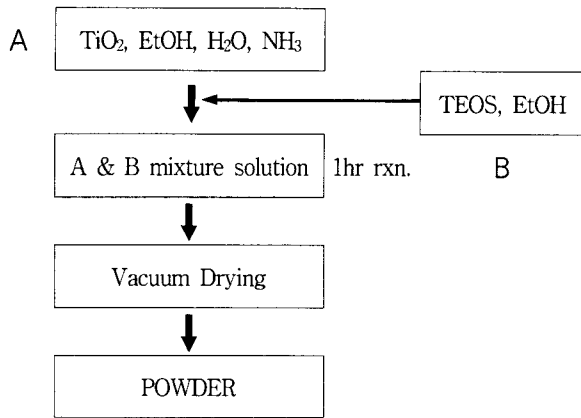 A
TiO₂, EtOH, H₂O, NH₃
TEOS, EtOH
B
A & B mixture solution
1hr rxn.
Vacuum Drying
POWDER